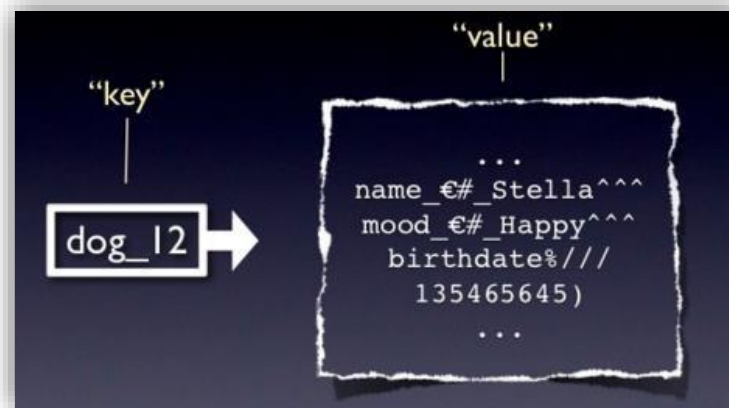 “key”
“value”
dog_12
...
name_€#_Stella^^^
mood_€#_Happy^^^
birthdate%///
135465645)
...